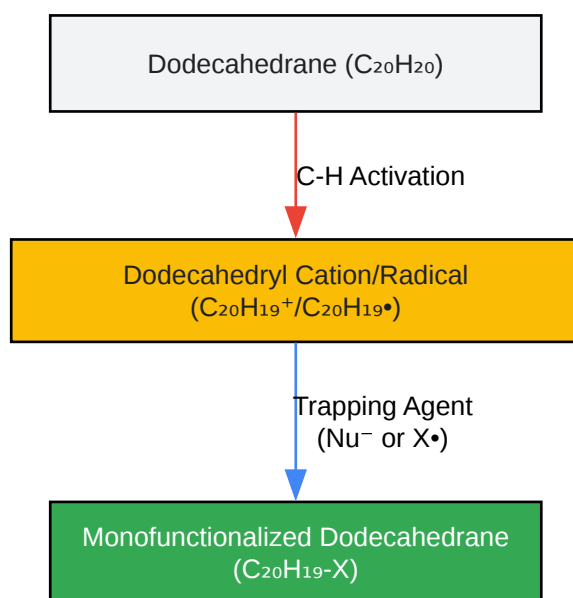 Dodecahedrane (C₂₀H₂₀)
C-H Activation
Dodecahedryl Cation/Radical
(C₂₀H₁₉⁺/C₂₀H₁₉•)
Trapping Agent
(Nu⁻ or X•)
Monofunctionalized Dodecahedrane
(C₂₀H₁₉-X)